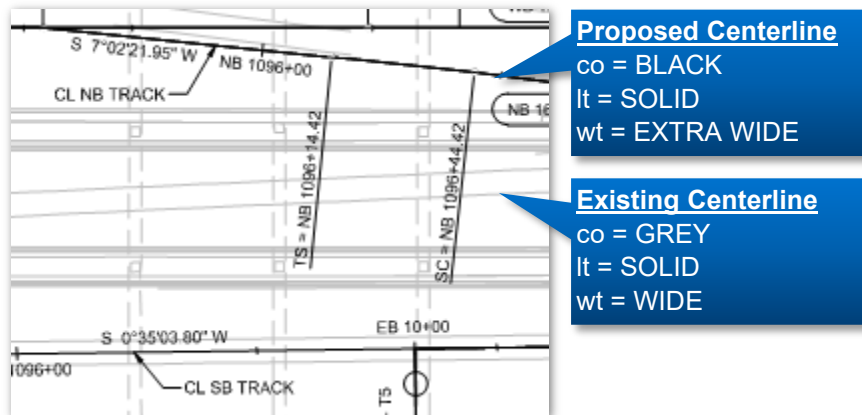 S 7°02'21.95" W
NB 1096+00
CL NB TRACK
NB 16
TS = NB 1096+14.42
SC = NB 1096+44.42
S 0°35'03.80" W
EB 10+00
1096+00
CL SB TRACK
T5
Proposed Centerline
co = BLACK
lt = SOLID
wt = EXTRA WIDE
Existing Centerline
co = GREY
lt = SOLID
wt = WIDE